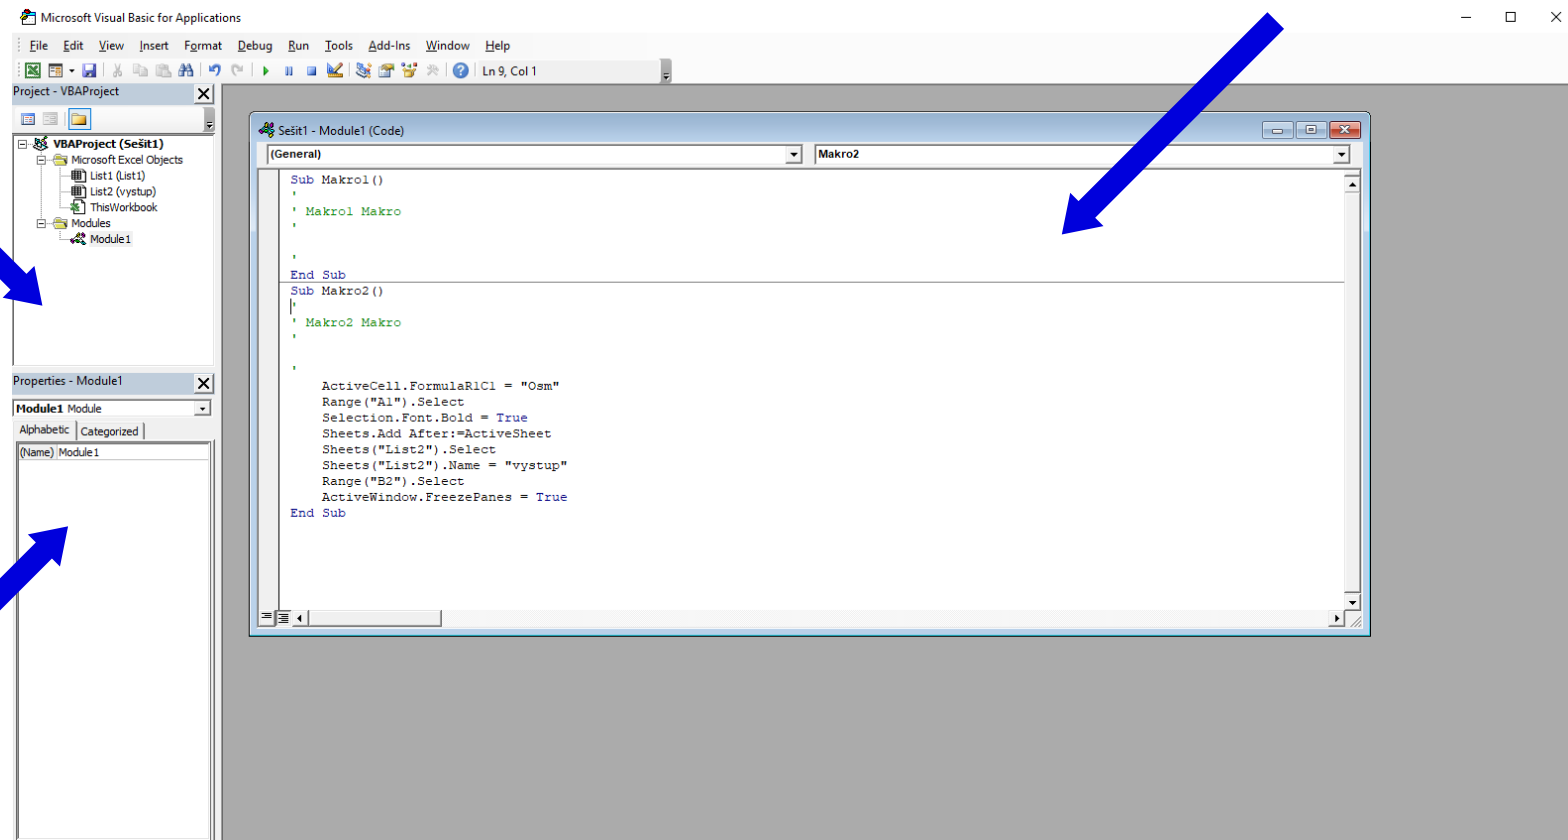 Microsoft Visual Basic for Applications
File Edit View Insert Format Debug Run Tools Add-Ins Window Help
Ln 9, Col 1
Project - VBAProject
VBAProject (Sešit1)
Microsoft Excel Objects
List1 (List1)
List2 (vystup)
ThisWorkbook
Modules
Module1
Properties - Module1
Module1 Module
Alphabetic Categorized
(Name) Module1
Sešit1 - Module1 (Code)
(General) Makro2
Sub Makro1()
'
' Makro1 Makro
'
'
End Sub
Sub Makro2()
'
' Makro2 Makro
'
'
ActiveCell.FormulaR1C1 = "Osm"
Range("A1").Select
Selection.Font.Bold = True
Sheets.Add After:=ActiveSheet
Sheets("List2").Select
Sheets("List2").Name = "vystup"
Range("B2").Select
ActiveWindow.FreezePanes = True
End Sub